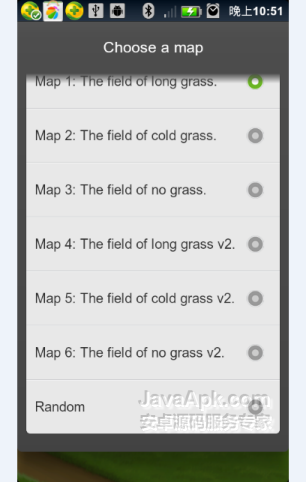 晚上10:51
Choose a map
Map 1: The field of long grass.
Map 2: The field of cold grass.
Map 3: The field of no grass.
Map 4: The field of long grass v2.
Map 5: The field of cold grass v2.
Map 6: The field of no grass v2.
Random
JavaApk.com
安卓源码服务专家